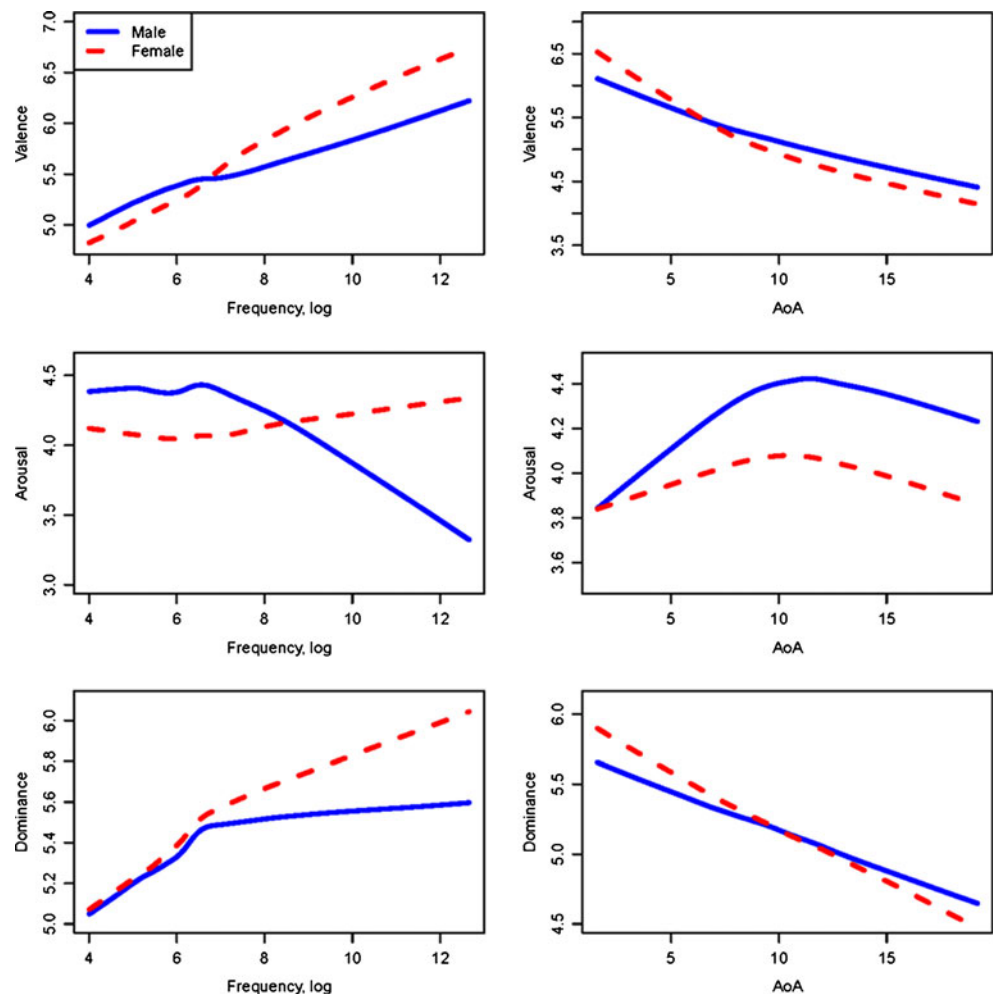 Male
Female
Valence
5.0 5.5 6.0 6.5 7.0
4 6 8 10 12
Frequency, log
Valence
3.5 4.5 5.5 6.5
5 10 15
AoA
Arousal
3.0 3.5 4.0 4.5
4 6 8 10 12
Frequency, log
Arousal
3.6 3.8 4.0 4.2 4.4
5 10 15
AoA
Dominance
5.0 5.2 5.4 5.6 5.8 6.0
4 6 8 10 12
Frequency, log
Dominance
4.5 5.0 5.5 6.0
5 10 15
AoA